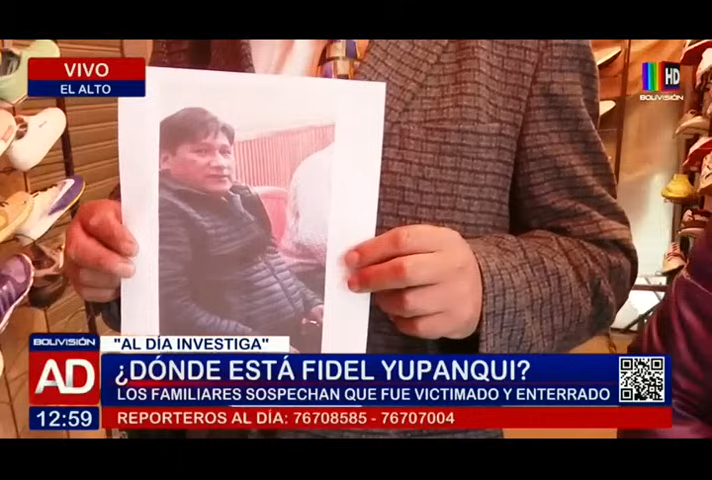 VIVO
EL ALTO
HD
BOLIVISIÓN
BOLIVISIÓN
AD
12:59
"AL DÍA INVESTIGA"
¿DÓNDE ESTÁ FIDEL YUPANQUI?
LOS FAMILIARES SOSPECHAN QUE FUE VICTIMADO Y ENTERRADO
REPORTEROS AL DÍA: 76708585 - 76707004